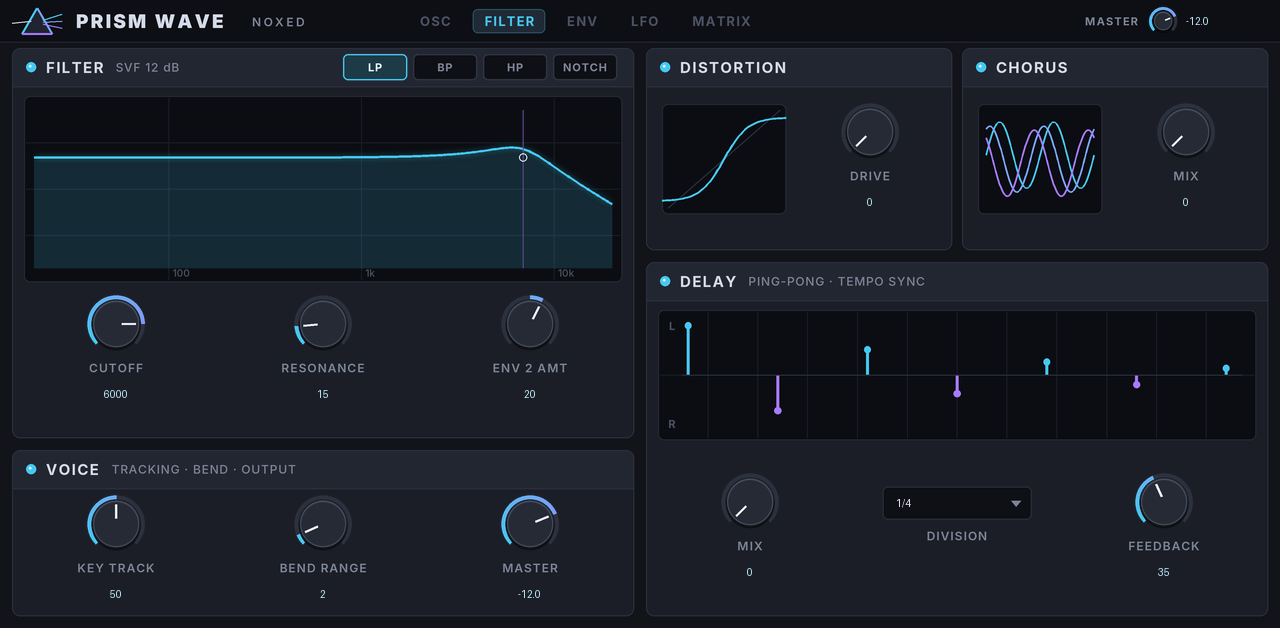 PRISM WAVE NOXED OSC FILTER ENV LFO MATRIX MASTER -12.0
FILTER SVF 12 dB LP BP HP NOTCH
100 1k 10k
CUTOFF RESONANCE ENV 2 AMT
6000 15 20
VOICE TRACKING · BEND · OUTPUT
KEY TRACK BEND RANGE MASTER
50 2 -12.0
DISTORTION
DRIVE
0
CHORUS
MIX
0
DELAY PING-PONG · TEMPO SYNC
L
R
1/4
MIX DIVISION FEEDBACK
0 35